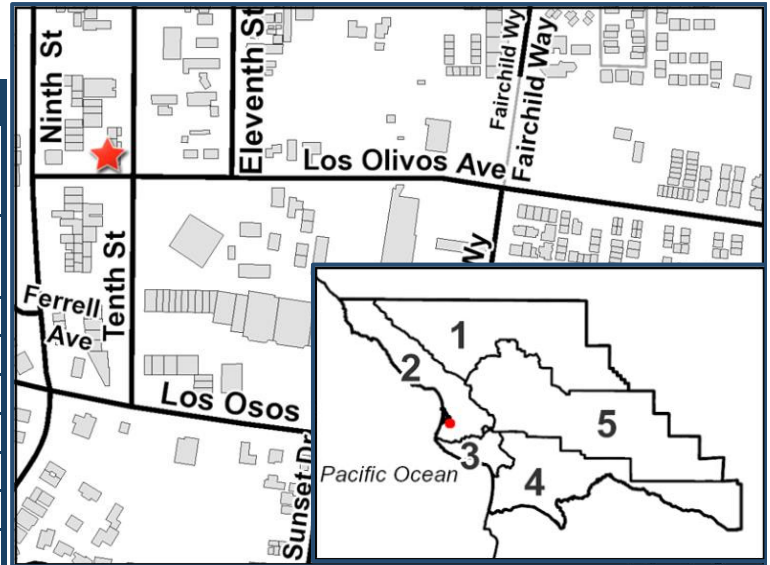 Ninth St
Eleventh St
Fairchild Wy
Fairchild Way
Los Olivos Ave
Tenth St
Wy
Ferrell
Ave
Los Osos
Sunset Dr
1
2
5
3
4
Pacific Ocean